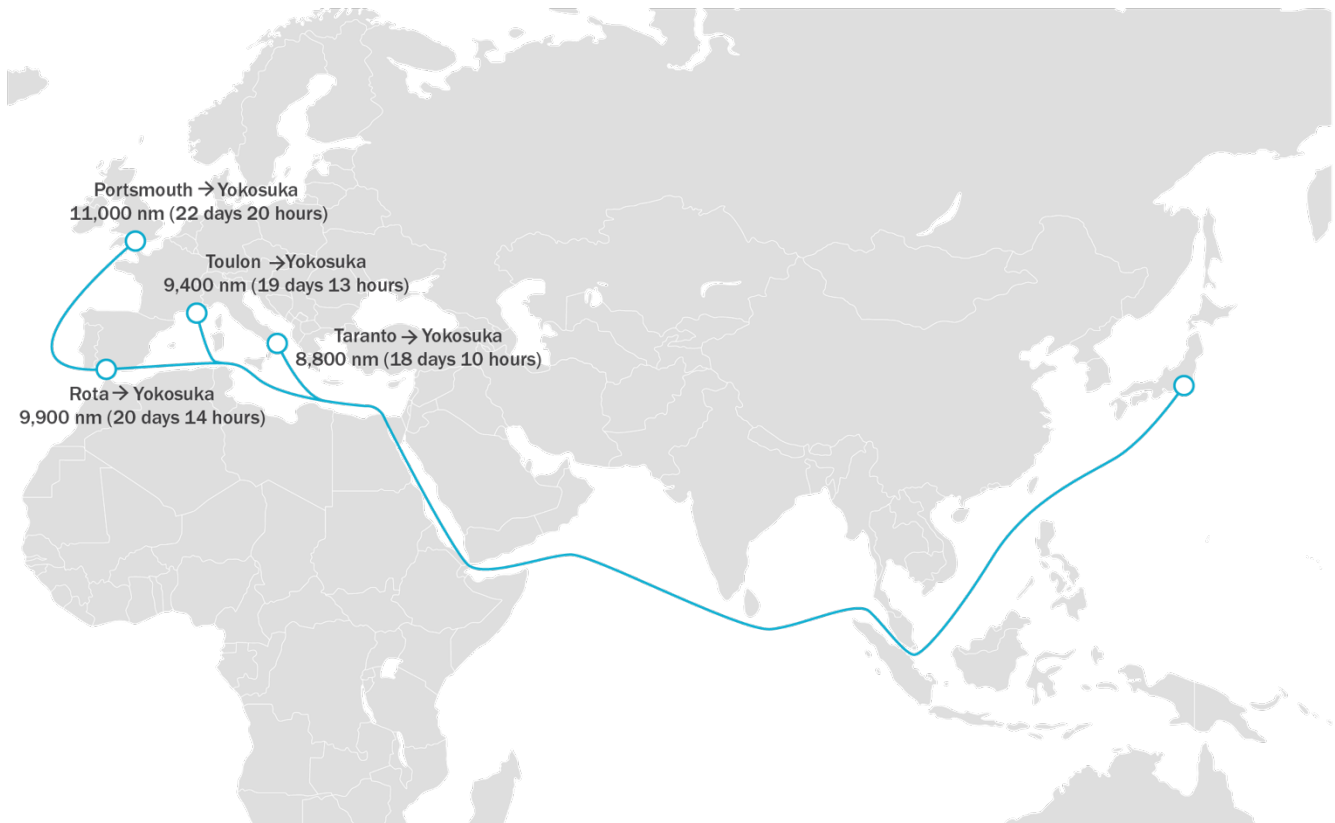 Portsmouth → Yokosuka
11,000 nm (22 days 20 hours)
Toulon → Yokosuka
9,400 nm (19 days 13 hours)
Taranto → Yokosuka
8,800 nm (18 days 10 hours)
Rota → Yokosuka
9,900 nm (20 days 14 hours)